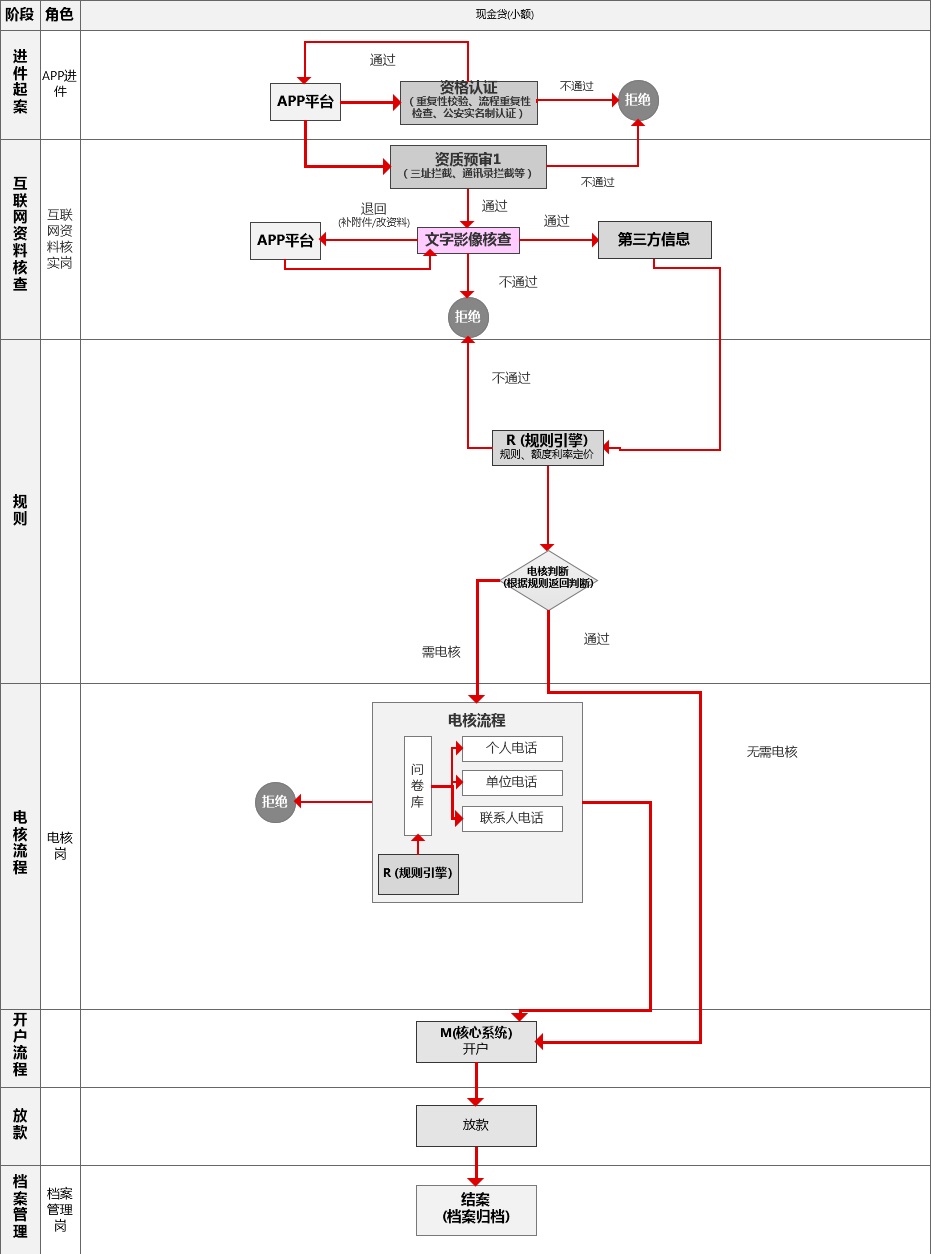 阶段
角色
现金贷(小额)
进件起案
APP进
件
通过
APP平台
资格认证
（重复性校验、流程重复性
检查、公安实名制认证）
不通过
拒绝
互联网资料核查
互联
网资
料核
实岗
资质预审1
（三址拦截、通讯录拦截等）
不通过
通过
退回
(补附件/改资料)
APP平台
文字影像核查
通过
第三方信息
不通过
拒绝
规则
不通过
R (规则引擎)
规则、额度利率定价
电核判断
(根据规则返回判断)
需电核
通过
电核流程
电核
岗
电核流程
无需电核
问卷库
个人电话
单位电话
联系人电话
拒绝
R (规则引擎)
开户流程
M(核心系统)
开户
放款
放款
档案管理
档案
管理
岗
结案
(档案归档)